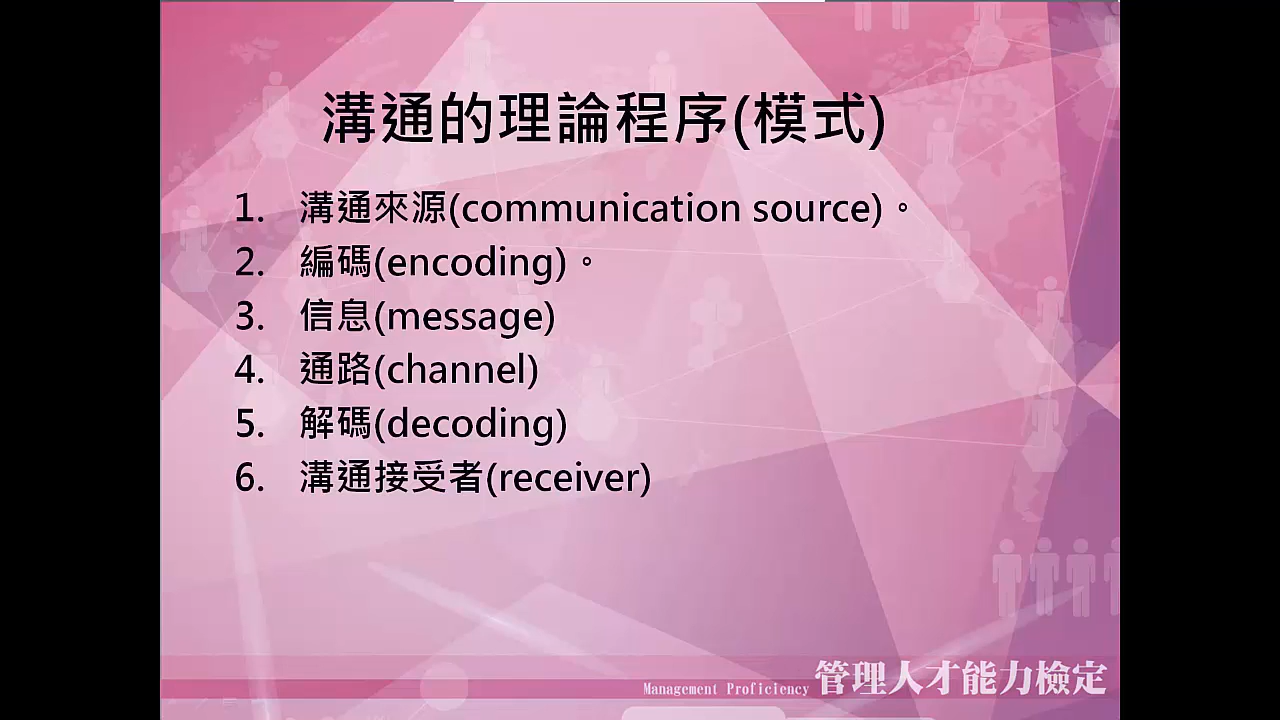 溝通的理論程序(模式)
1. 溝通來源(communication source)。
2. 編碼(encoding)。
3. 信息(message)
4. 通路(channel)
5. 解碼(decoding)
6. 溝通接受者(receiver)
Management Proficiency 管理人才能力檢定